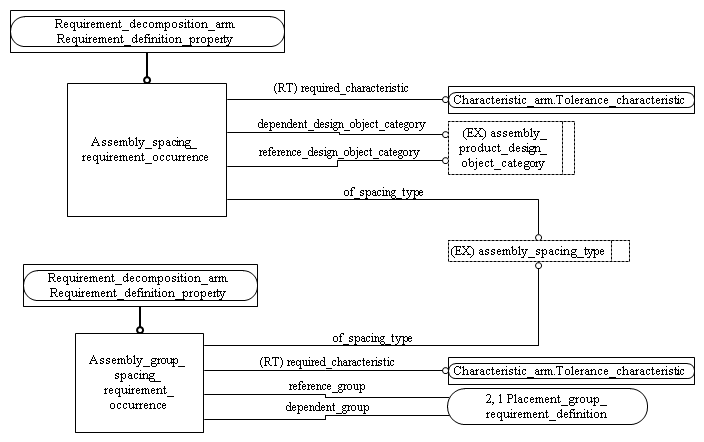 Requirement_decomposition_arm.
Requirement_definition_property
(RT) required_characteristic
Characteristic_arm.Tolerance_characteristic
dependent_design_object_category
Assembly_spacing_
requirement_occurrence
(EX) assembly_
product_design_
object_category
reference_design_object_category
of_spacing_type
(EX) assembly_spacing_type
Requirement_decomposition_arm.
Requirement_definition_property
of_spacing_type
Assembly_group_
spacing_
requirement_
occurrence
(RT) required_characteristic
Characteristic_arm.Tolerance_characteristic
reference_group
dependent_group
2, 1 Placement_group_
requirement_definition